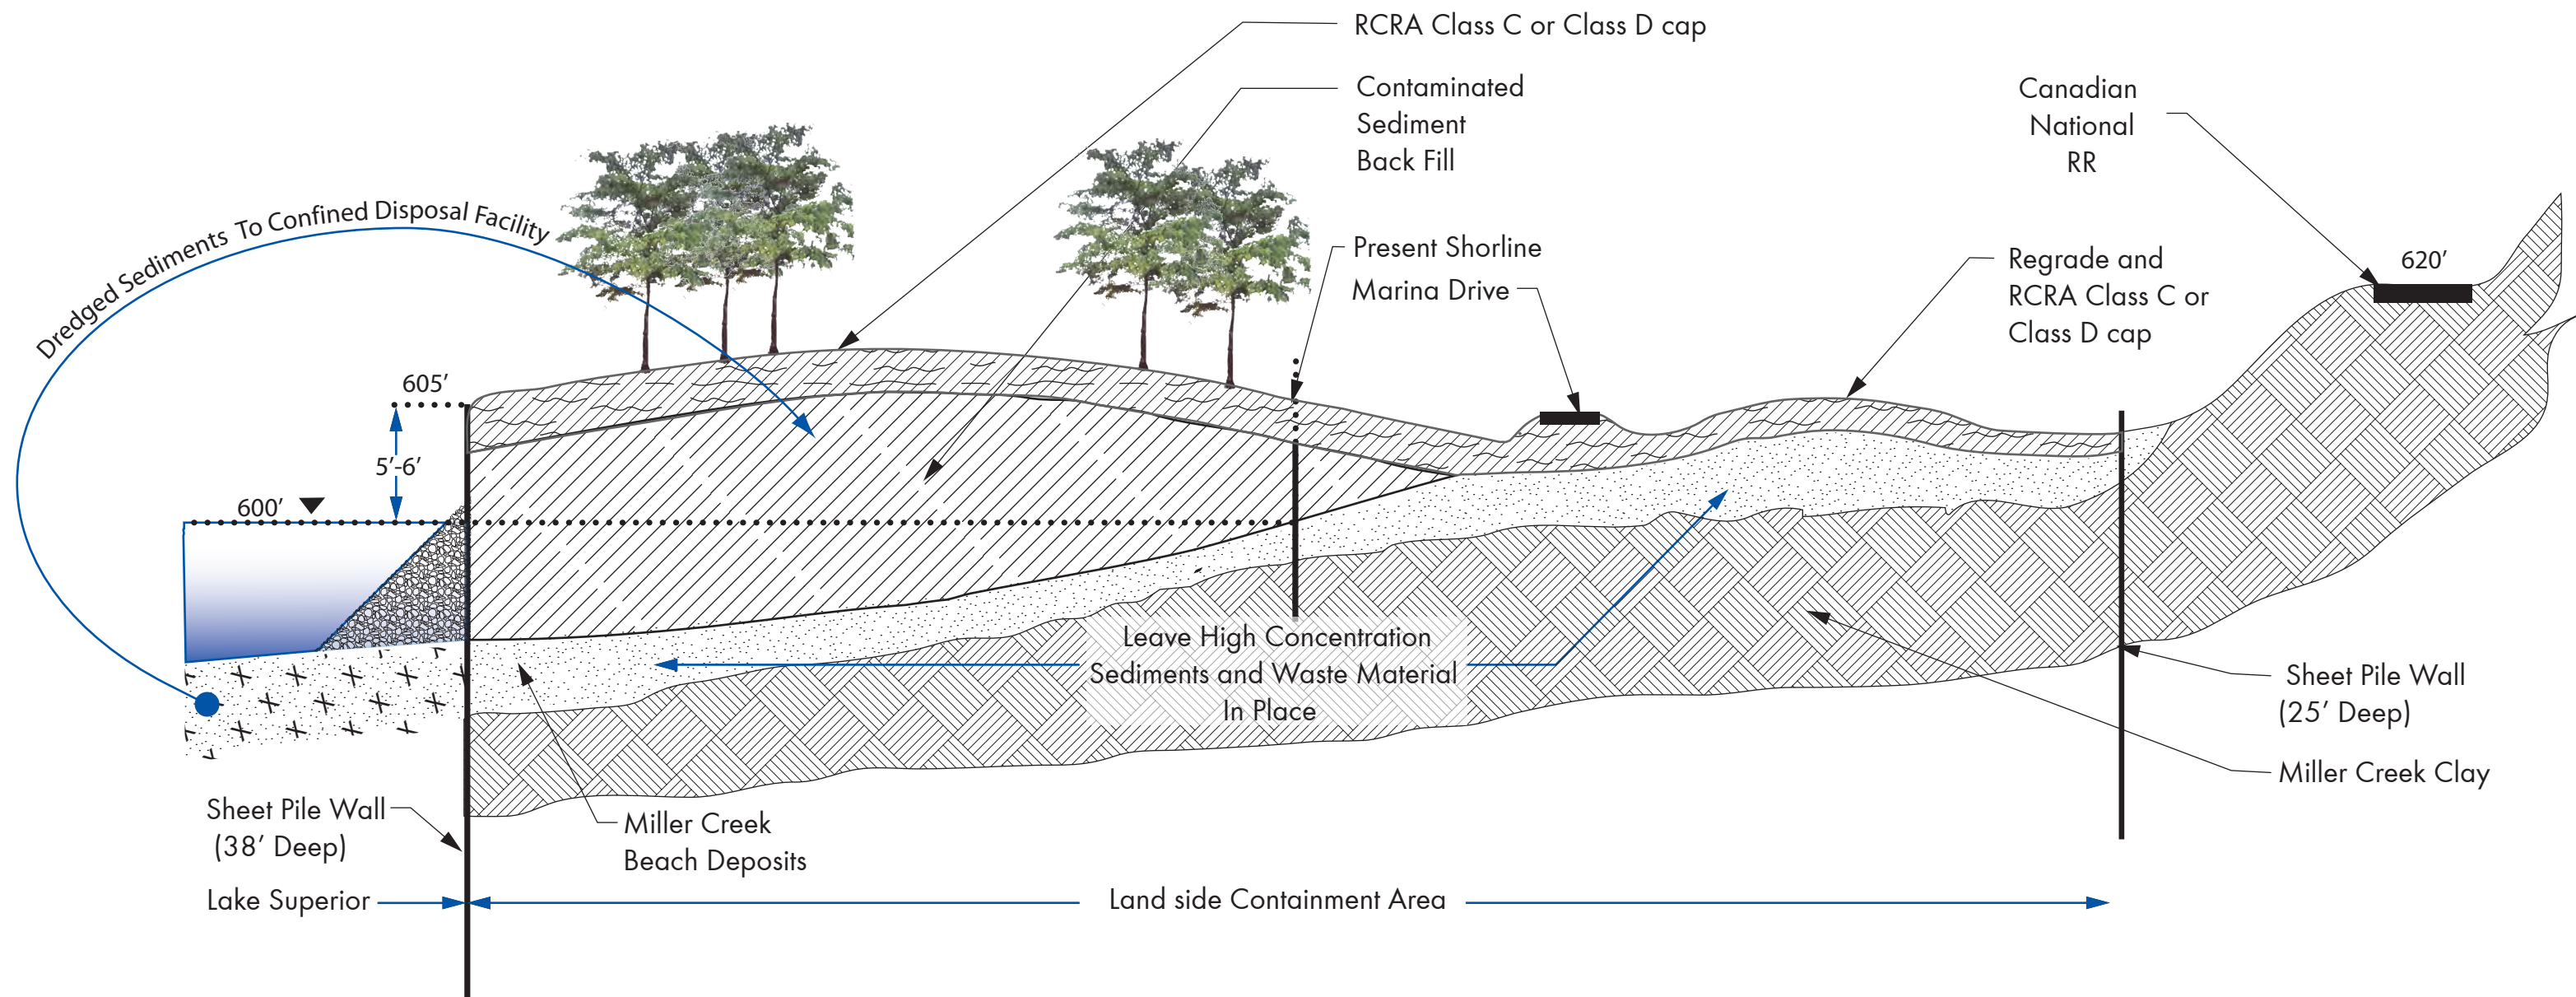 RCRA Class C or Class D cap
Contaminated
Sediment
Back Fill
Canadian
National
RR
Dredged Sediments To Confined Disposal Facility
Present Shorline
Marina Drive
Regrade and
RCRA Class C or
Class D cap
620’
605’
5’-6’
600’
Leave High Concentration
Sediments and Waste Material
In Place
Sheet Pile Wall
(25’ Deep)
Miller Creek Clay
Sheet Pile Wall
(38’ Deep)
Miller Creek
Beach Deposits
Lake Superior
Land side Containment Area